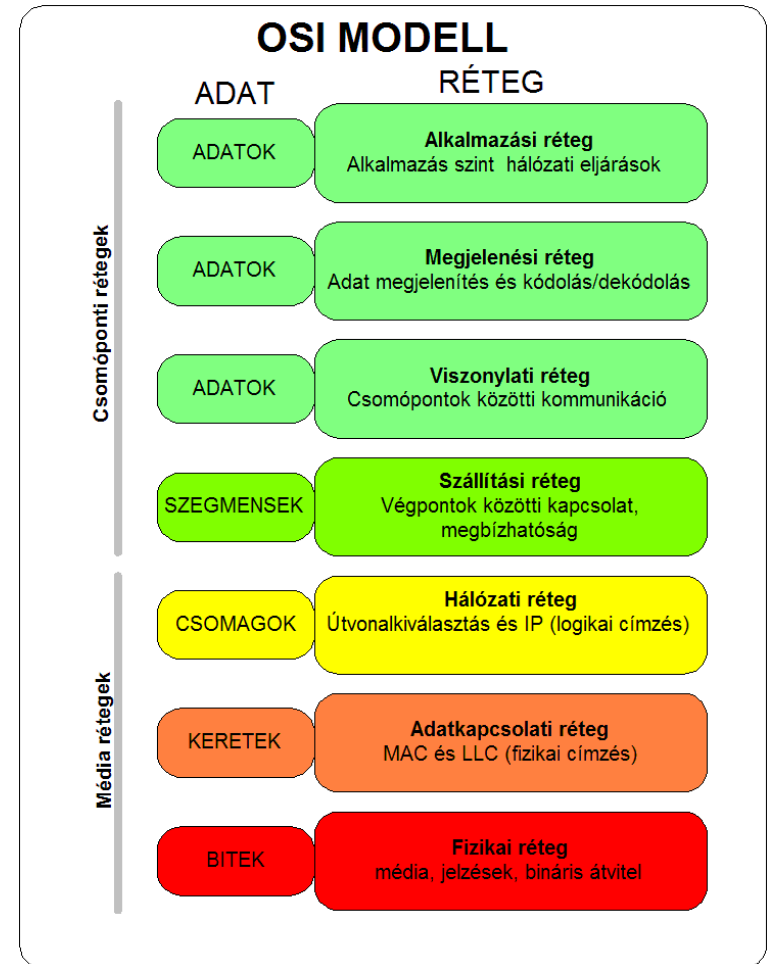 OSI MODELL
ADAT
RÉTEG
Csomóponti rétegek
ADATOK
Alkalmazási réteg
Alkalmazás szint hálózati eljárások
ADATOK
Megjelenési réteg
Adat megjelenítés és kódolás/dekódolás
ADATOK
Viszonylati réteg
Csomópontok közötti kommunikáció
SZEGMENSEK
Szállítási réteg
Végpontok közötti kapcsolat,
megbízhatóság
Média rétegek
CSOMAGOK
Hálózati réteg
Útvonalkiválasztás és IP (logikai címzés)
KERETEK
Adatkapcsolati réteg
MAC és LLC (fizikai címzés)
BITEK
Fizikai réteg
média, jelzések, bináris átvitel